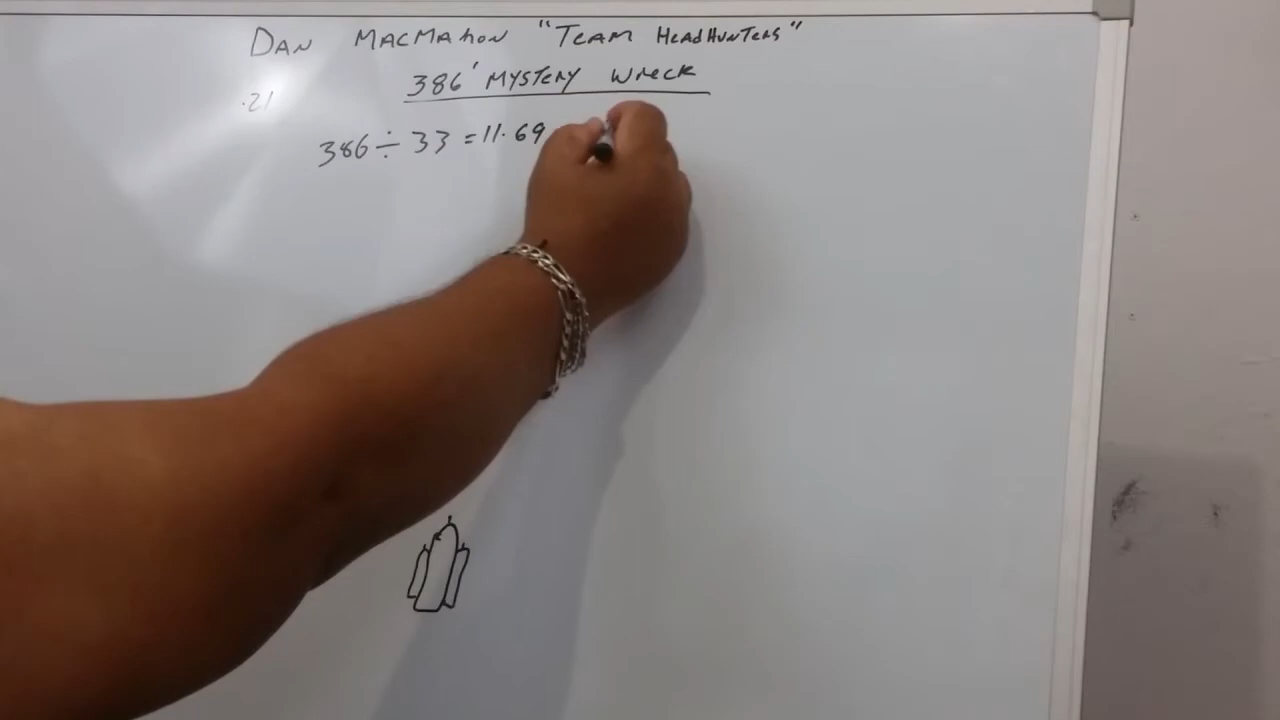 DAN MACMAHON "TEAM HEADHUNTERS"
386' MYSTERY WRECK
.21
386 ÷ 33 = 11.69